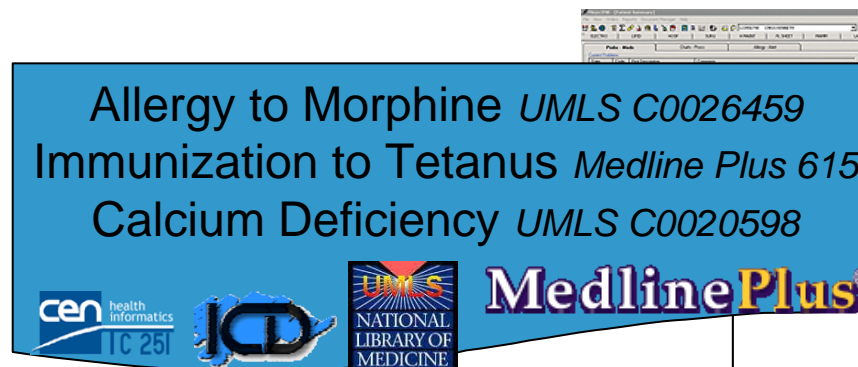 Allergy to Morphine UMLS C0026459
Immunization to Tetanus Medline Plus 615
Calcium Deficiency UMLS C0020598
cen health informatics
TC 251
ICD
UMLS
NATIONAL
LIBRARY OF
MEDICINE
MedlinePlus